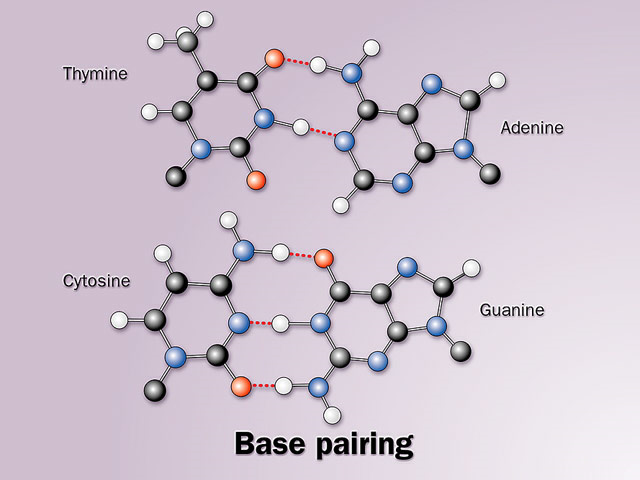 Thymine
Adenine
Cytosine
Guanine
Base pairing